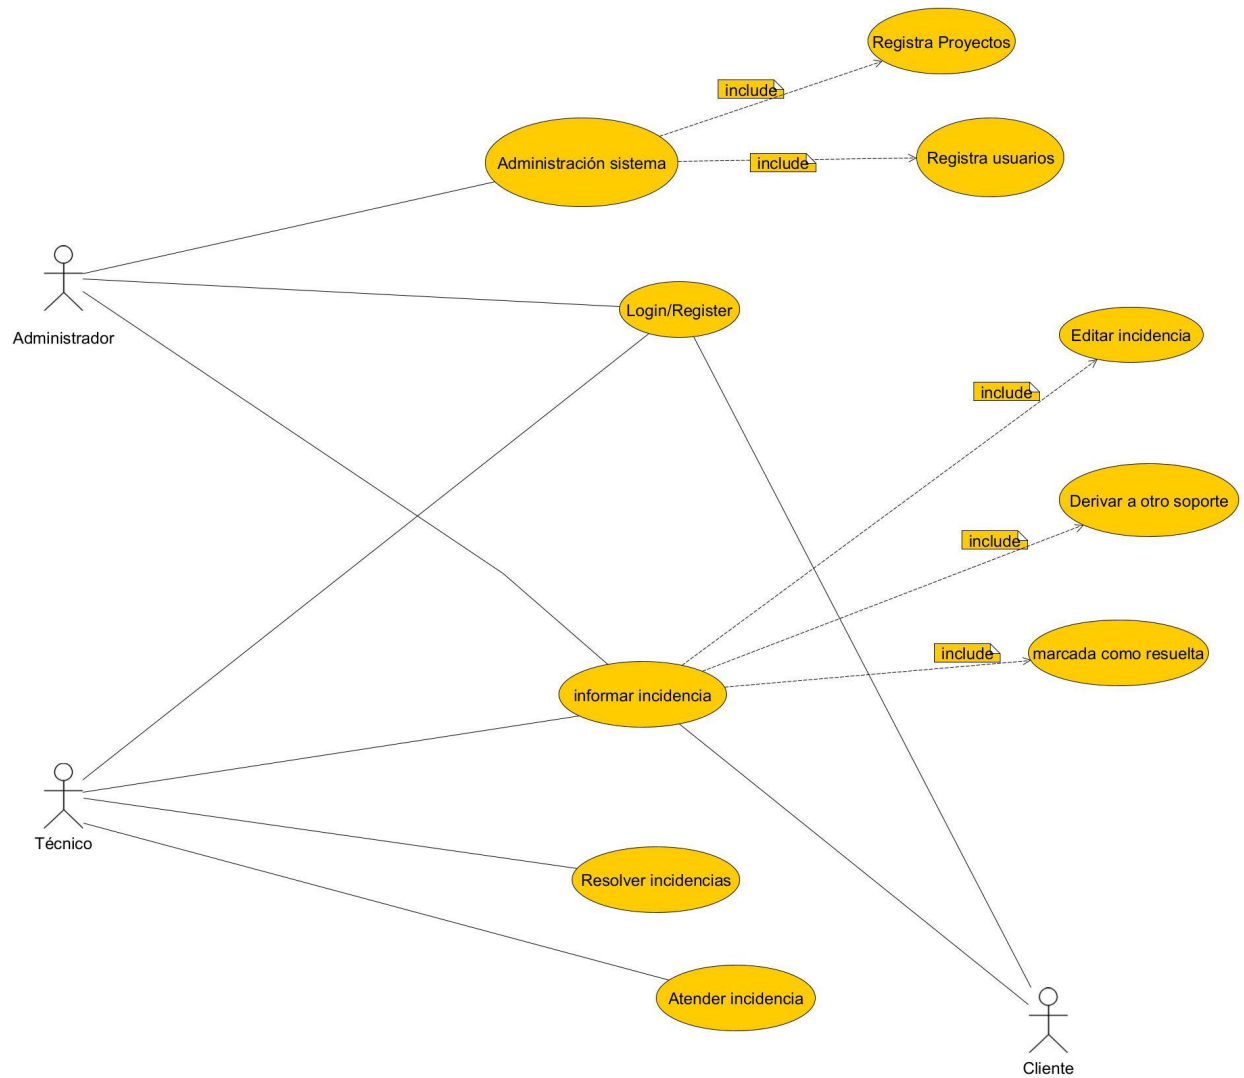 Registra Proyectos
include
Administración sistema
include
Registra usuarios
Administrador
Login/Register
Editar incidencia
include
Derivar a otro soporte
include
marcada como resuelta
include
informar incidencia
Técnico
Resolver incidencias
Atender incidencia
Cliente